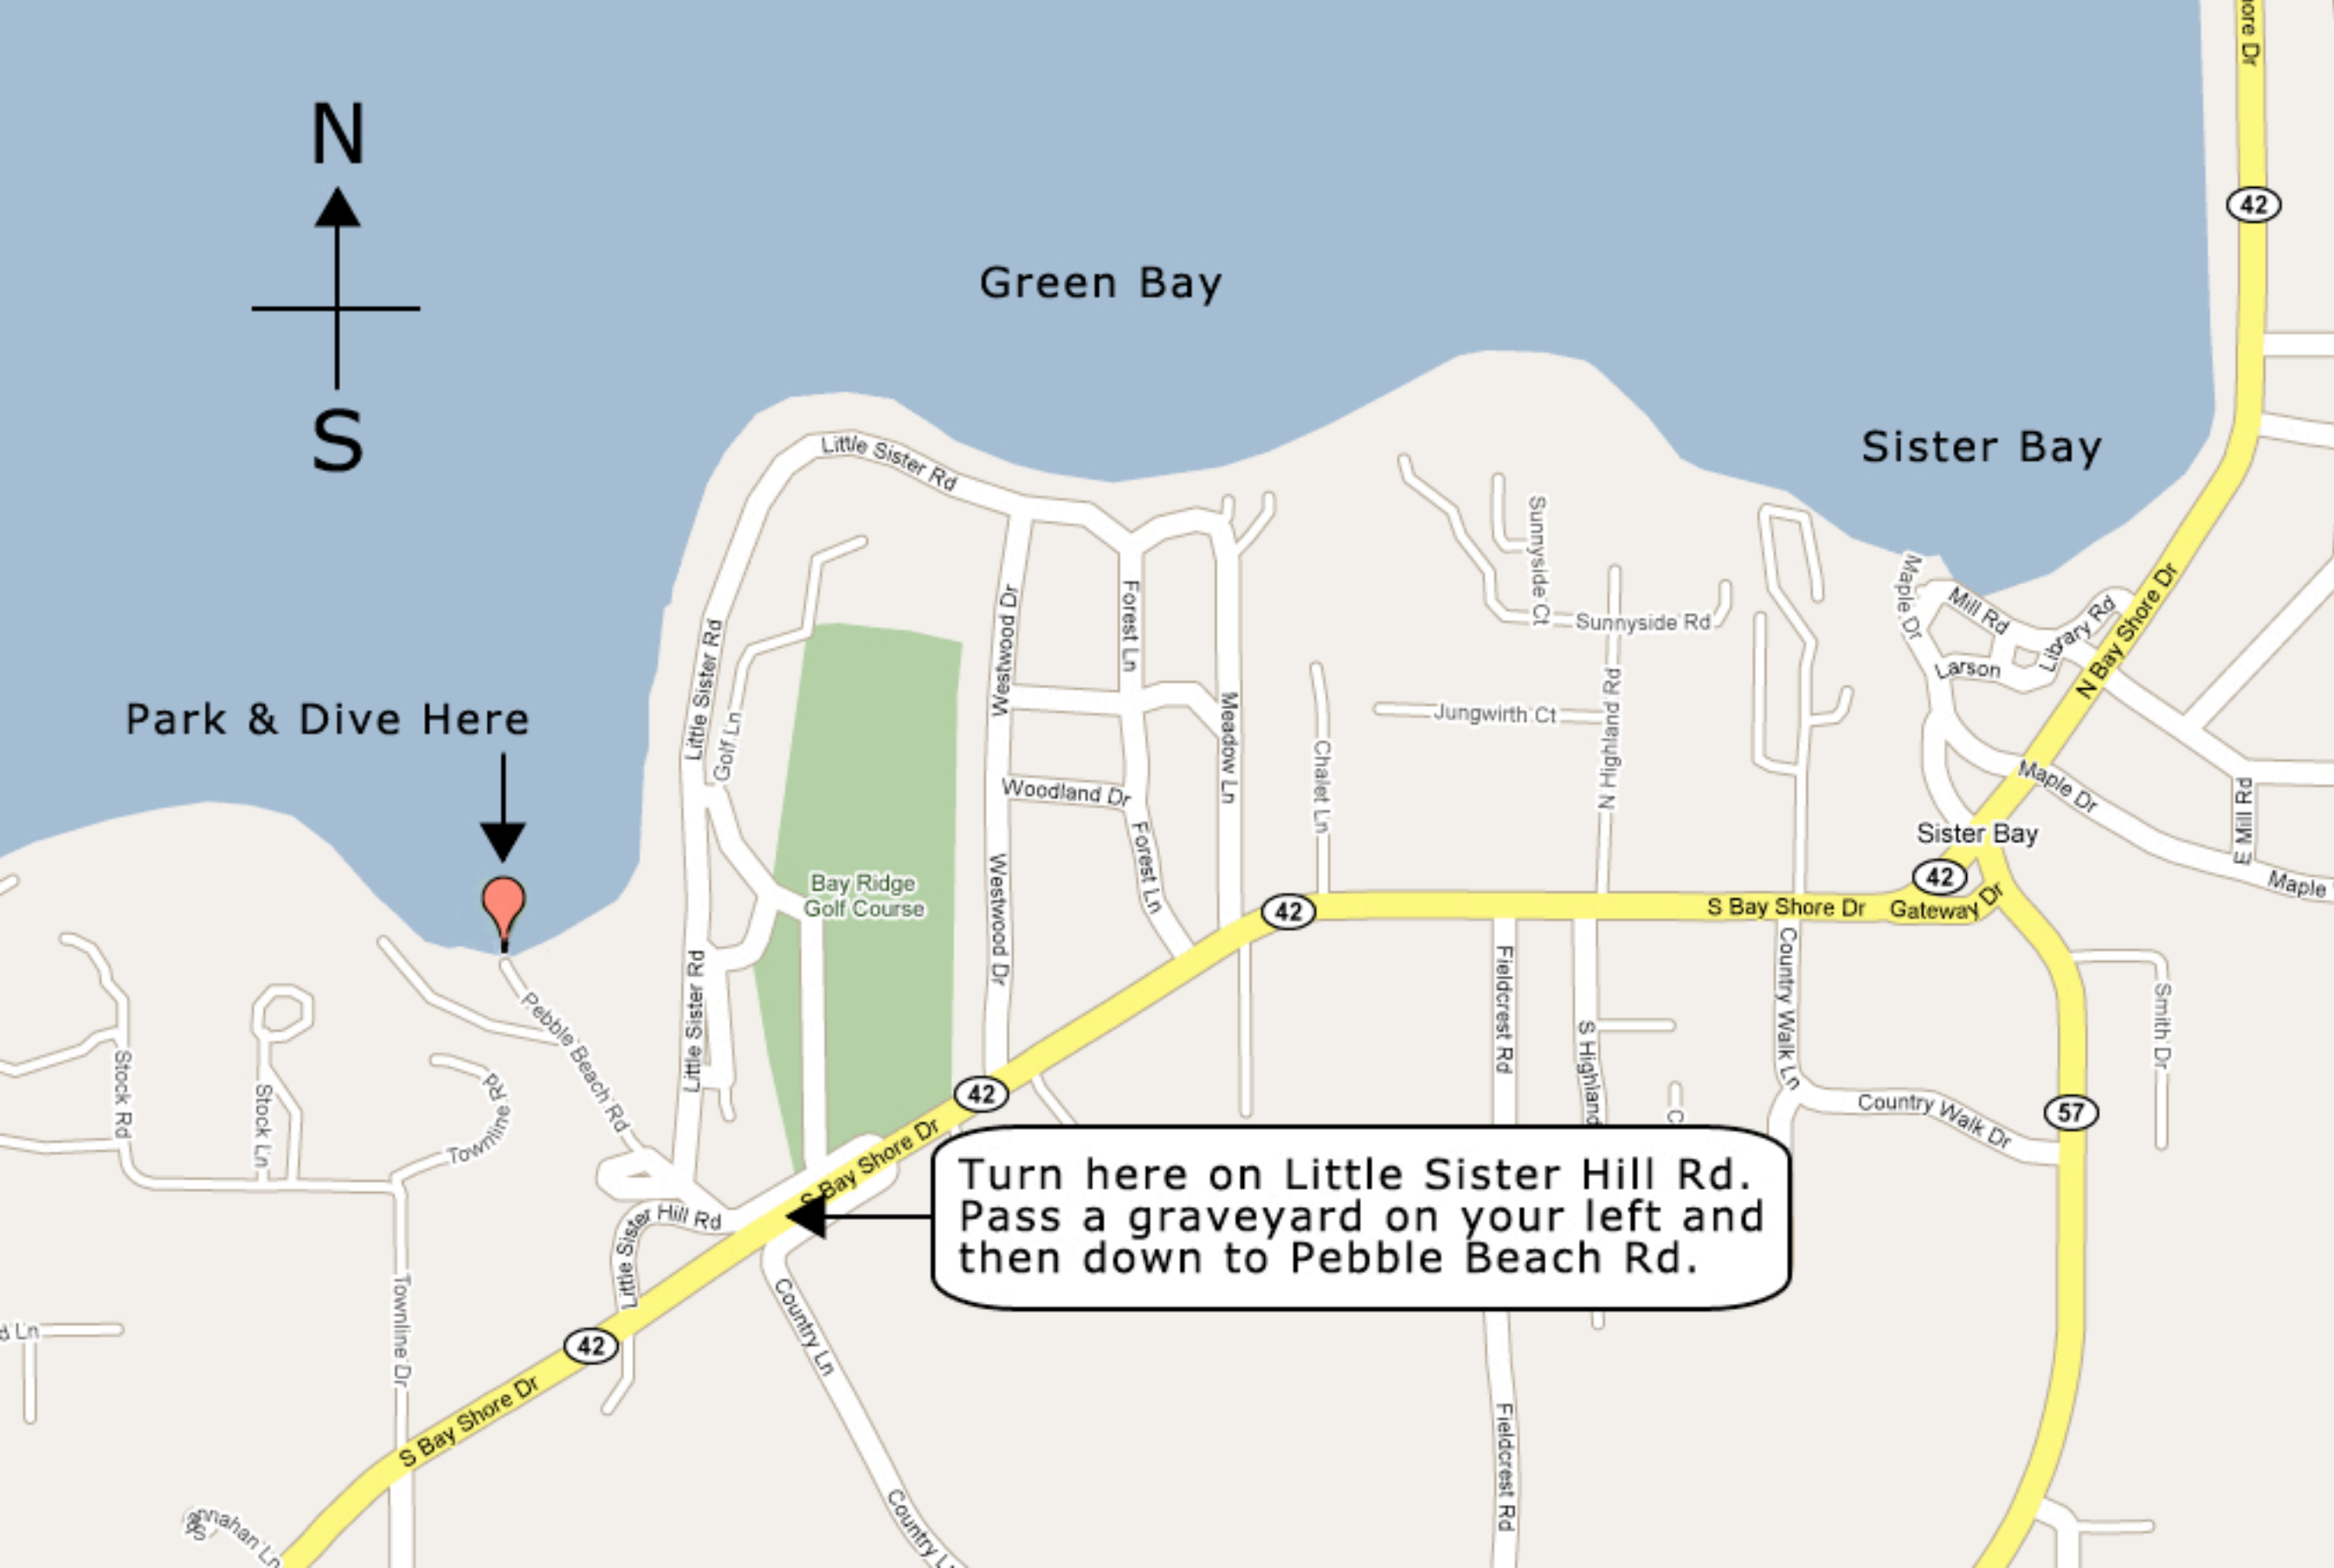 ore Dr
N
42
Green Bay
S
Sister Bay
Little Sister Rd
Sunnyside Ct
Maple Dr
Mill Rd
Library Rd
Forest Ln
Westwood Dr
Sunnyside Rd
N Bay Shore Dr
Little Sister Rd
Larson
Park & Dive Here
Golf Ln
Meadow Ln
Jungwirth Ct
N Highland Rd
Chalet Ln
Woodland Dr
Maple Dr
E Mill Rd
Sister Bay
Forest Ln
Westwood Dr
Bay Ridge
Golf Course
42
42
S Bay Shore Dr
Gateway Dr
Maple
Pebble Beach Rd
Little Sister Rd
Fieldcrest Rd
S Highland
Country Walk Ln
Smith Dr
Stock Rd
Stock Ln
Townline Rd
42
C
Country Walk Dr
57
S Bay Shore Dr
Turn here on Little Sister Hill Rd.
Pass a graveyard on your left and
then down to Pebble Beach Rd.
Little Sister Hill Rd
Townline Dr
Country Ln
d Ln
42
S Bay Shore Dr
Fieldcrest Rd
Country L
nnahan Ln